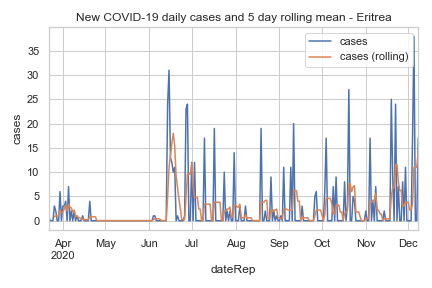 New COVID-19 daily cases and 5 day rolling mean - Eritrea
cases
cases (rolling)
35
30
25
20
15
10
5
0
cases
Apr May Jun Jul Aug Sep Oct Nov Dec
2020
dateRep